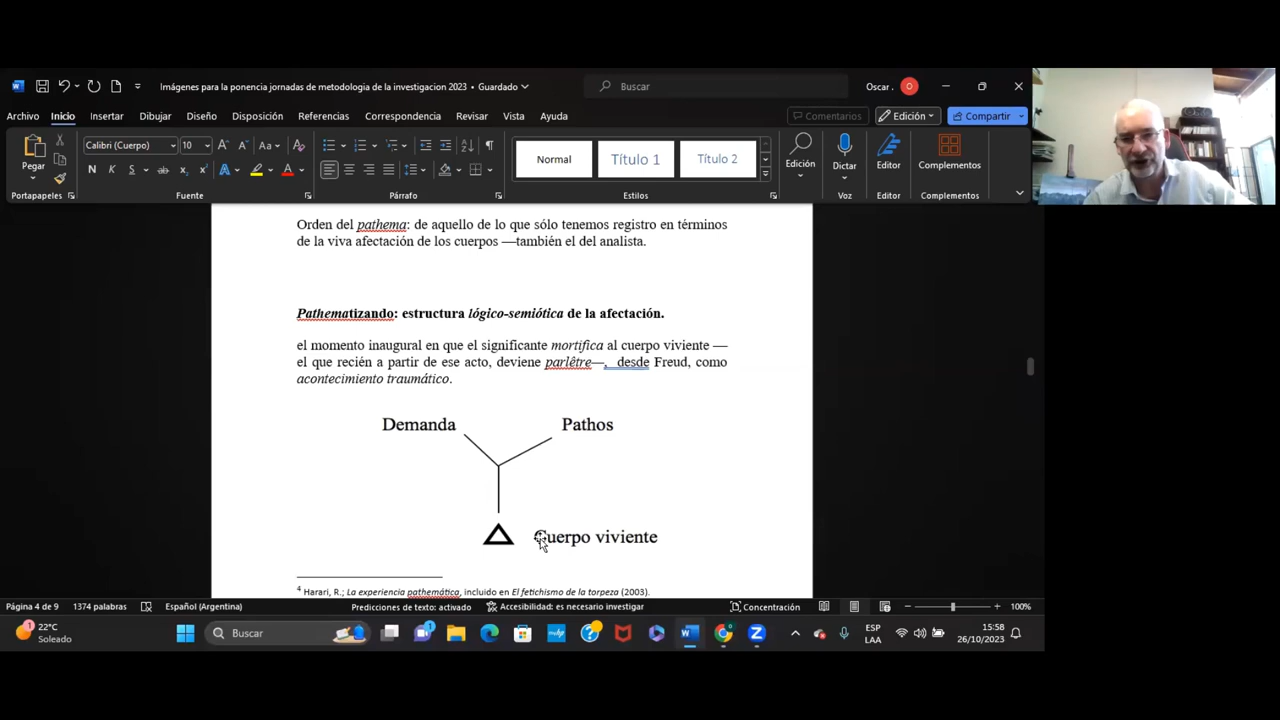 Imágenes para la ponencia jornadas de metodologia de la investigacion 2023 • Guardado
Buscar
Oscar .
O
Archivo Inicio Insertar Dibujar Diseño Disposición Referencias Correspondencia Revisar Vista Ayuda
Comentarios
Edición
Compartir
Pegar
Calibri (Cuerpo) 10
Aa
N K S ab x₂ x²
A A
Normal
Título 1
Título 2
Edición
Dictar
Editor
Complementos
Portapapeles Fuente Párrafo Estilos Voz Editor Complementos
Orden del pathema: de aquello de lo que sólo tenemos registro en términos
de la viva afectación de los cuerpos —también el del analista.
Pathematizando: estructura lógico-semiótica de la afectación.
el momento inaugural en que el significante mortifica al cuerpo viviente —
el que recién a partir de ese acto, deviene parlêtre—, desde Freud, como
acontecimiento traumático.
Demanda Pathos
Cuerpo viviente
4 Harari, R.; La experiencia pathemática, incluido en El fetichismo de la torpeza (2003).
Página 4 de 9 1374 palabras Español (Argentina) Predicciones de texto: activado Accesibilidad: es necesario investigar Concentración 100%
1
22°C
Soleado
Buscar
1
ESP
LAA
15:58
26/10/2023